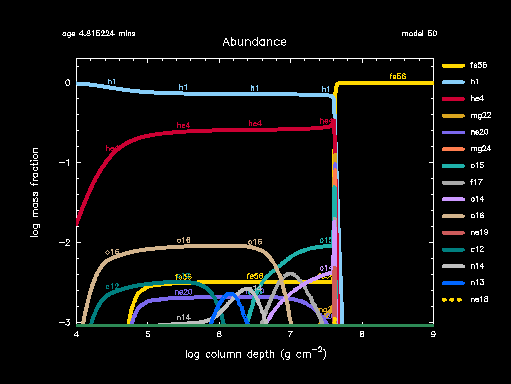 age 4.815224 mins
model 50
Abundance
log mass fraction
0
−1
−2
−3
4
5
6
7
8
9
log column depth (g cm⁻²)
h1
h1
h1
h1
fe56
he4
he4
he4
he4
o16
o16
o16
o15
o14
c12
c12
fe56
fe56
ne20
n14
fe56
h1
he4
mg22
ne20
mg24
o15
f17
o14
o16
ne19
c12
n14
n13
ne18